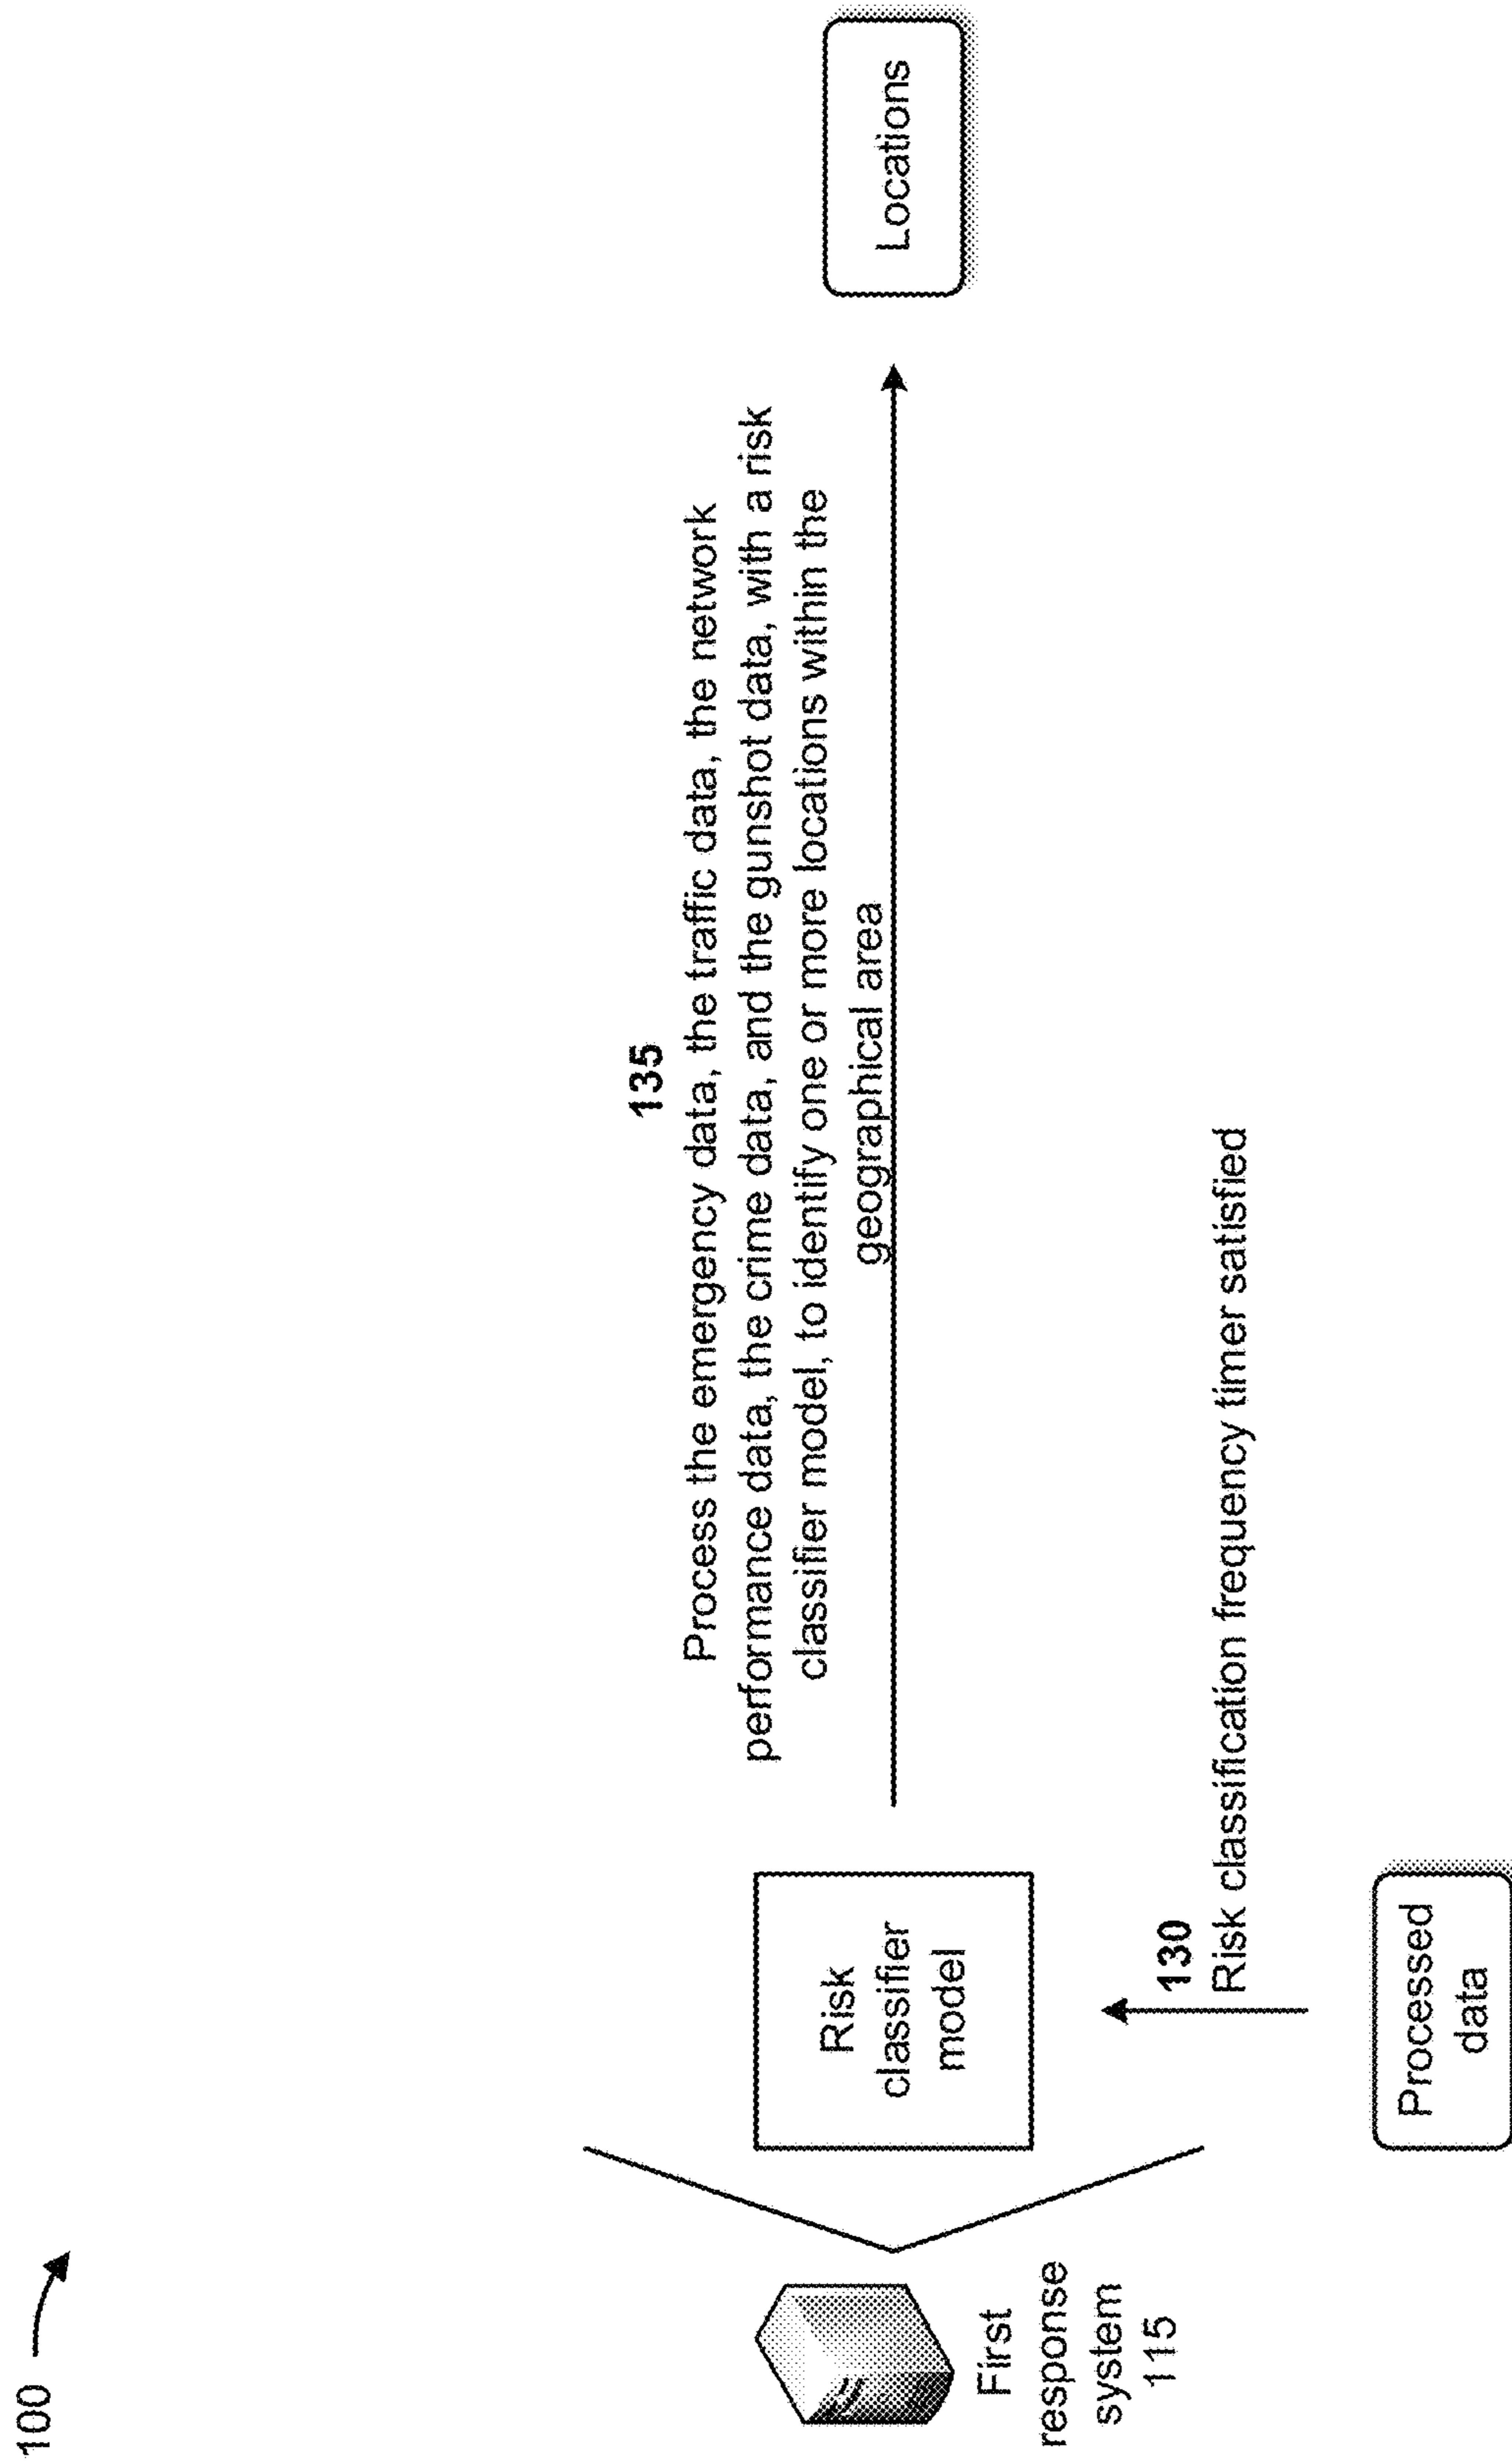 100
135
Process the emergency data, the traffic data, the network
performance data, the crime data, and the gunshot data, with a risk
classifier model, to identify one or more locations within the
geographical area
Locations
Risk
classifier
model
First
response
system
115
130
Risk classification frequency timer satisfied
Processed
data